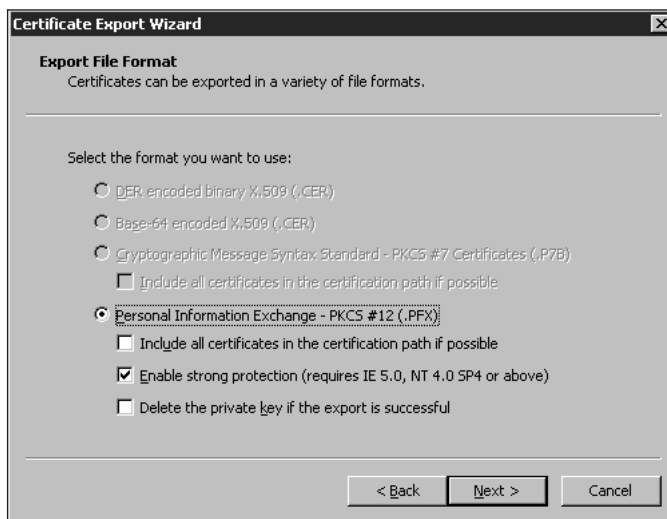 Certificate Export Wizard
Export File Format
Certificates can be exported in a variety of file formats.
Select the format you want to use:
DER encoded binary X.509 (.CER)
Base-64 encoded X.509 (.CER)
Cryptographic Message Syntax Standard - PKCS #7 Certificates (.P7B)
Include all certificates in the certification path if possible
Personal Information Exchange - PKCS #12 (.PFX)
Include all certificates in the certification path if possible
Enable strong protection (requires IE 5.0, NT 4.0 SP4 or above)
Delete the private key if the export is successful
< Back Next > Cancel